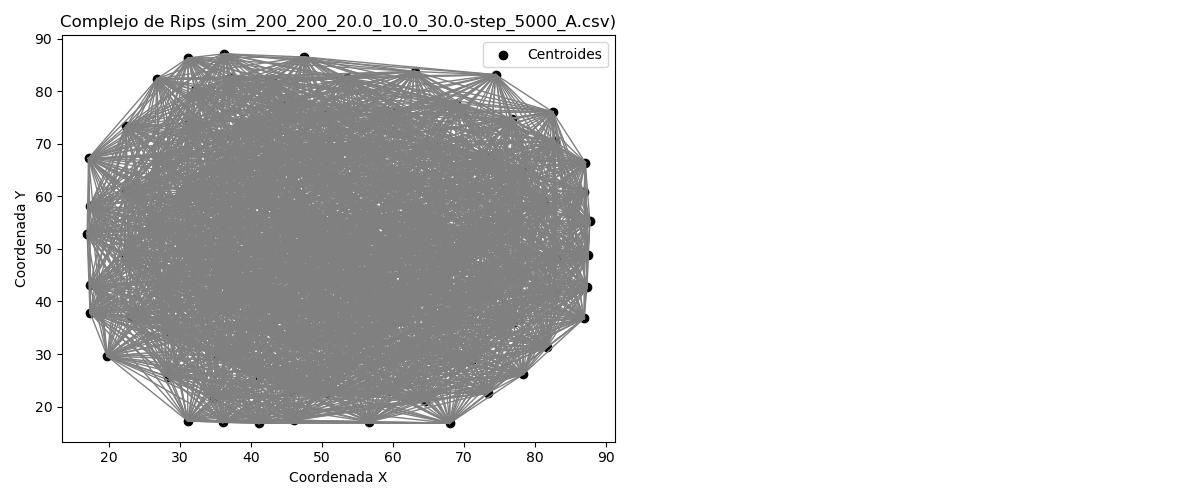 Complejo de Rips (sim_200_200_20.0_10.0_30.0-step_5000_A.csv)
Centroides
90
80
70
60
50
40
30
20
Coordenada Y
20 30 40 50 60 70 80 90
Coordenada X